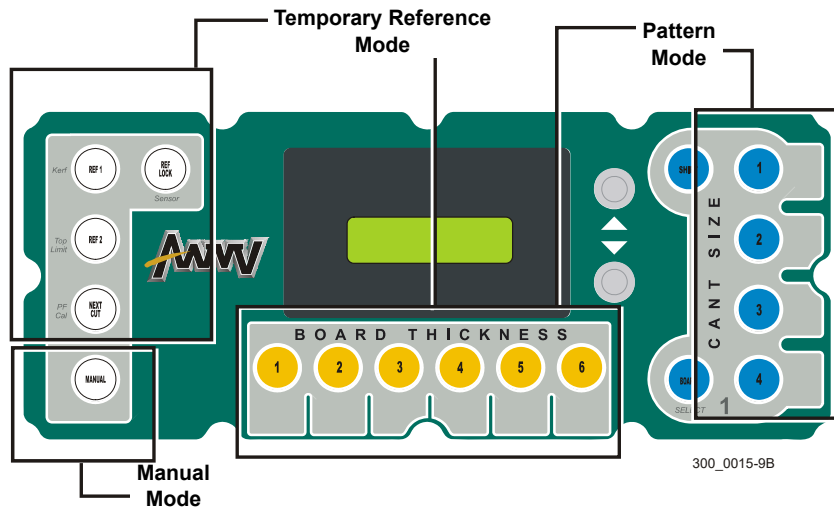 Temporary Reference
Mode
Pattern
Mode
Kerf
REF 1
REF
LOCK
Sensor
Top
Limit
REF 2
PF
Cal
NEXT
CUT
MANUAL
BOARD THICKNESS
1 2 3 4 5 6
CANT SIZE
1
2
3
4
SELECT
1
Manual
Mode
300_0015-9B